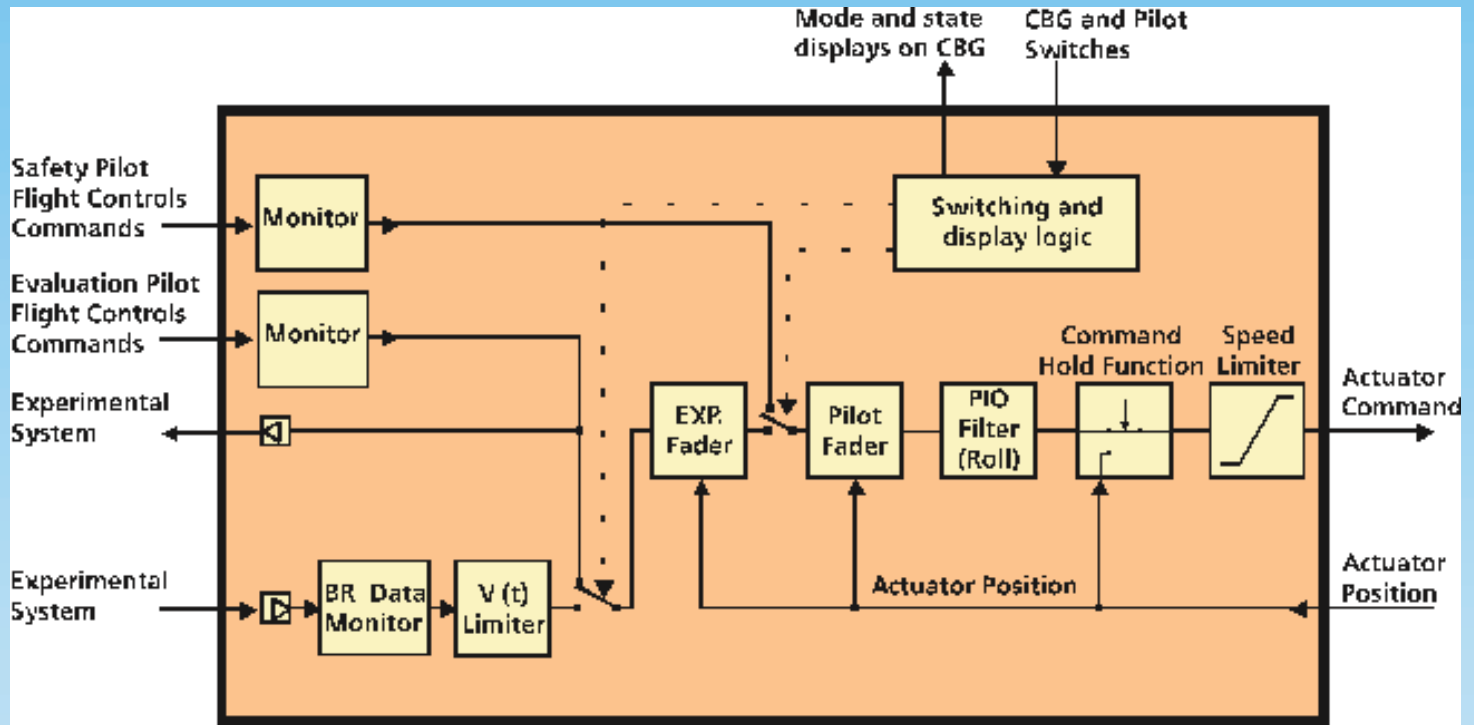 Mode and state
displays on CBG
CBG and Pilot
Switches
Safety Pilot
Flight Controls
Commands
Monitor
Switching and
display logic
Evaluation Pilot
Flight Controls
Commands
Monitor
Command
Hold Function
Speed
Limiter
Experimental
System
EXP.
Fader
Pilot
Fader
PIO
Filter
(Roll)
Actuator
Command
Experimental
System
BR Data
Monitor
V (t)
Limiter
Actuator Position
Actuator
Position